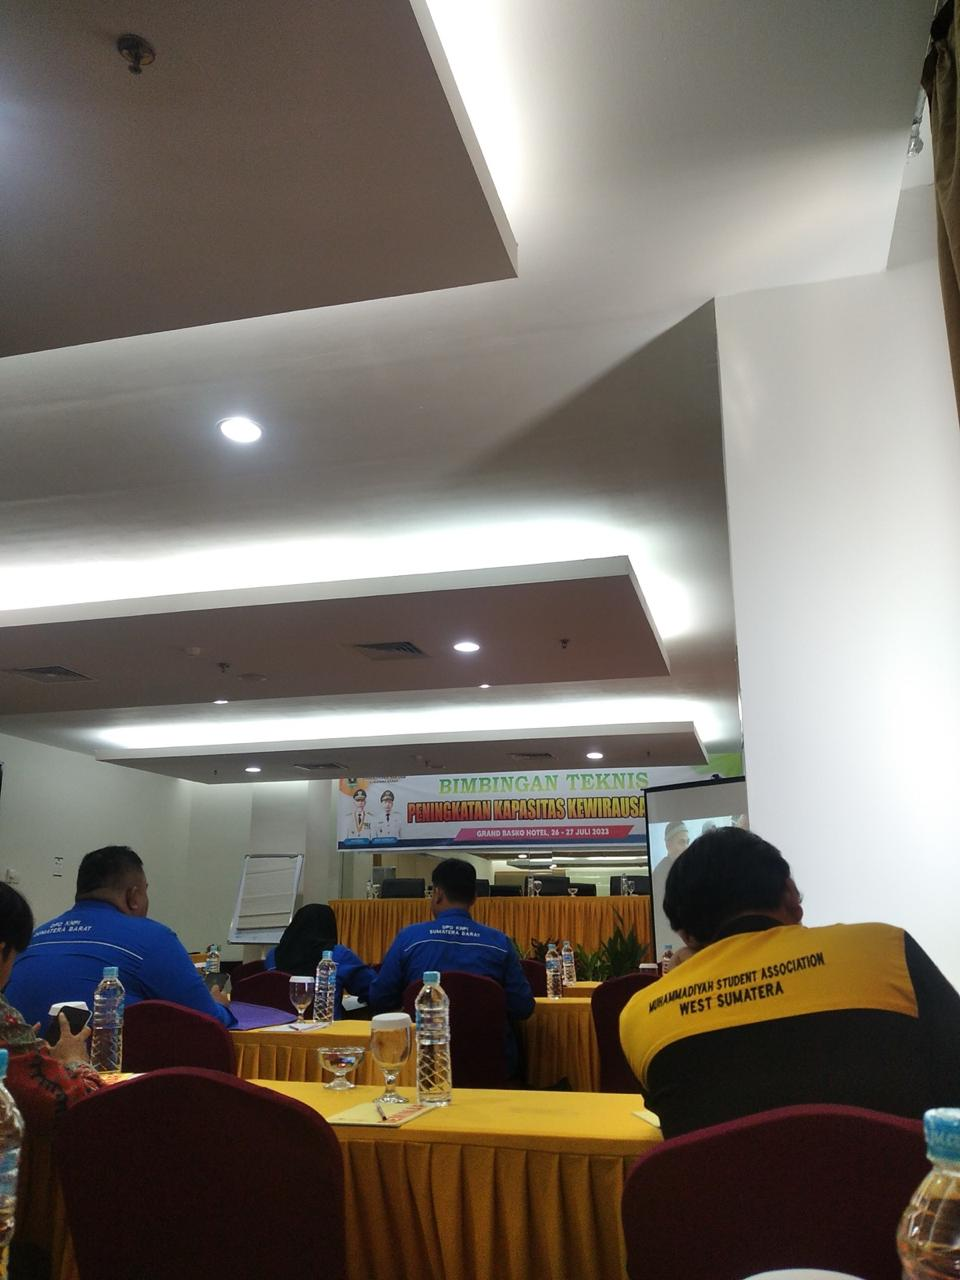 BIMBINGAN TEKNIS
PENINGKATAN KAPASITAS KEWIRAUSA
GRAND BASKO HOTEL, 26 - 27 JULI 2023
DPD KNPI
SUMATERA BARAT
DPD KNPI
SUMATERA BARAT
MUHAMMADIYAH STUDENT ASSOCIATION
WEST SUMATERA